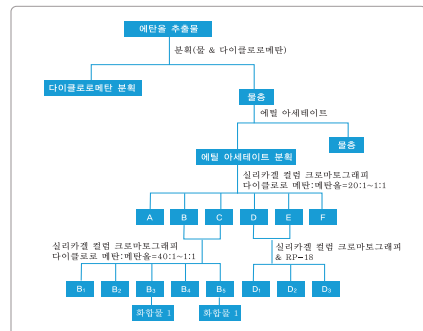 에탄올 추출물
분획(물 & 다이클로로메탄)
다이클로로메탄 분획
물층
에틸 아세테이트
물층
에틸 아세테이트 분획
실리카겔 컬럼 크로마토그래피
다이클로로 메탄:메탄올=20:1~1:1
A B C D E F
실리카겔 컬럼 크로마토그래피
다이클로로 메탄:메탄올=40:1~1:1
실리카겔 컬럼 크로마토그래피
& RP-18
B₁ B₂ B₃ B₄ B₅ D₁ D₂ D₃
화합물 1 화합물 1